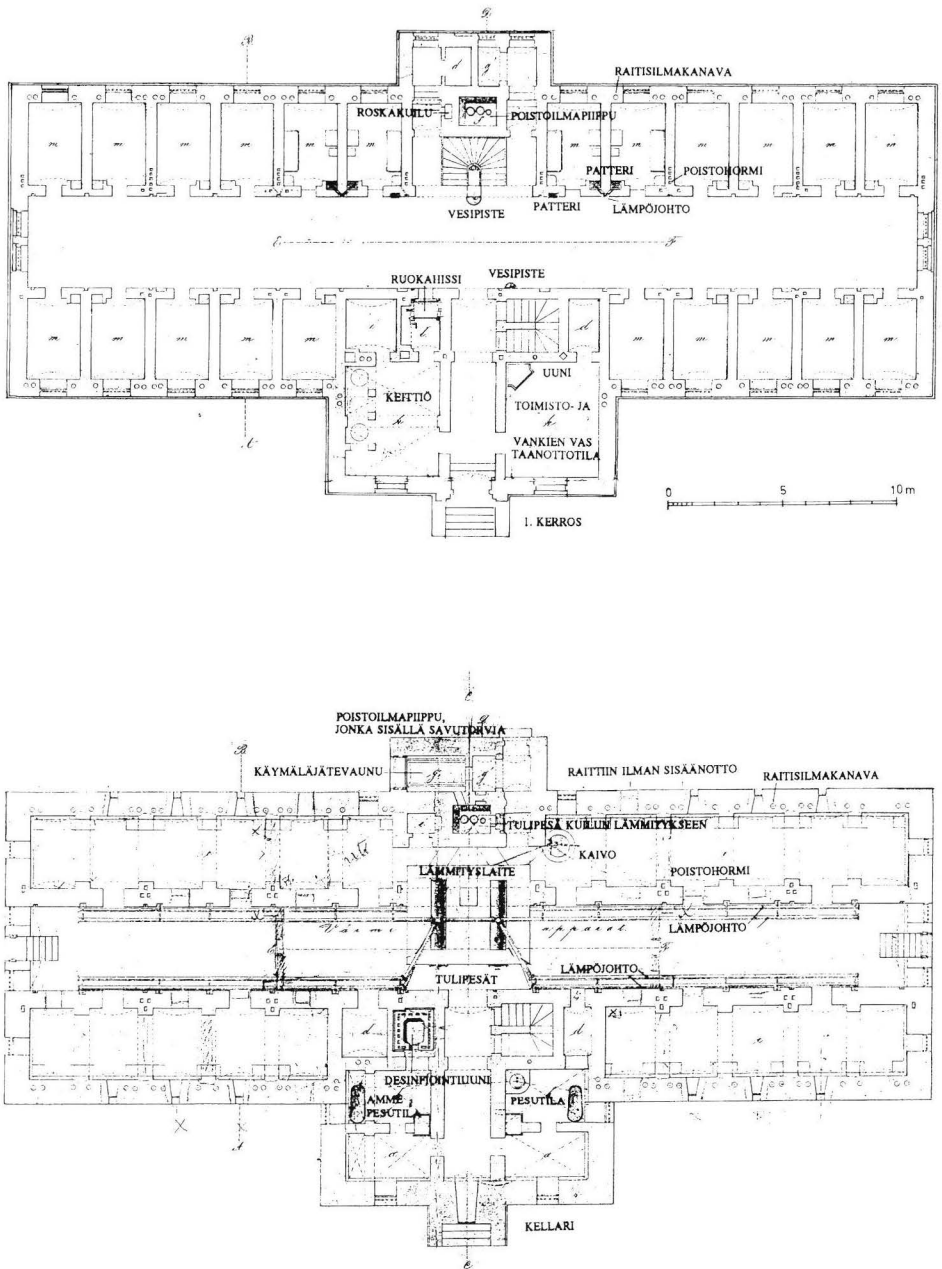 RAITISILMAKANAVA
ROSKAKUILU
POISTOILMAPIIPPU
d
g
m m m m m m m m m m
PATTERI
POISTOHORMI
VESIPISTE
PATTERI
LÄMPÖJOHTO
E
F
RUOKAHISSI
VESIPISTE
m m m m m
d
m m m m m
UUNI
KEITTIÖ
TOIMISTO- JA
VANKIEN VAS
TAANOTTOTILA
0 5 10 m
1. KERROS
POISTOILMAPIIPPU,
JONKA SISÄLLÄ SAVUTORVIA
KÄYMÄLÄJÄTEVAUNU
g
g
RAITTIIN ILMAN SISÄÄNOTTO
RAITISILMAKANAVA
TULIPESÄ KUILUN LÄMMITYKSEEN
KAIVO
LÄMMITYSLAITE
POISTOHORMI
Värme apparat
LÄMPÖJOHTO
LÄMPÖJOHTO
TULIPESÄT
d
d
DESINFIOINTIUUNI
AMME
PESUTILA
PESUTILA
a
KELLARI